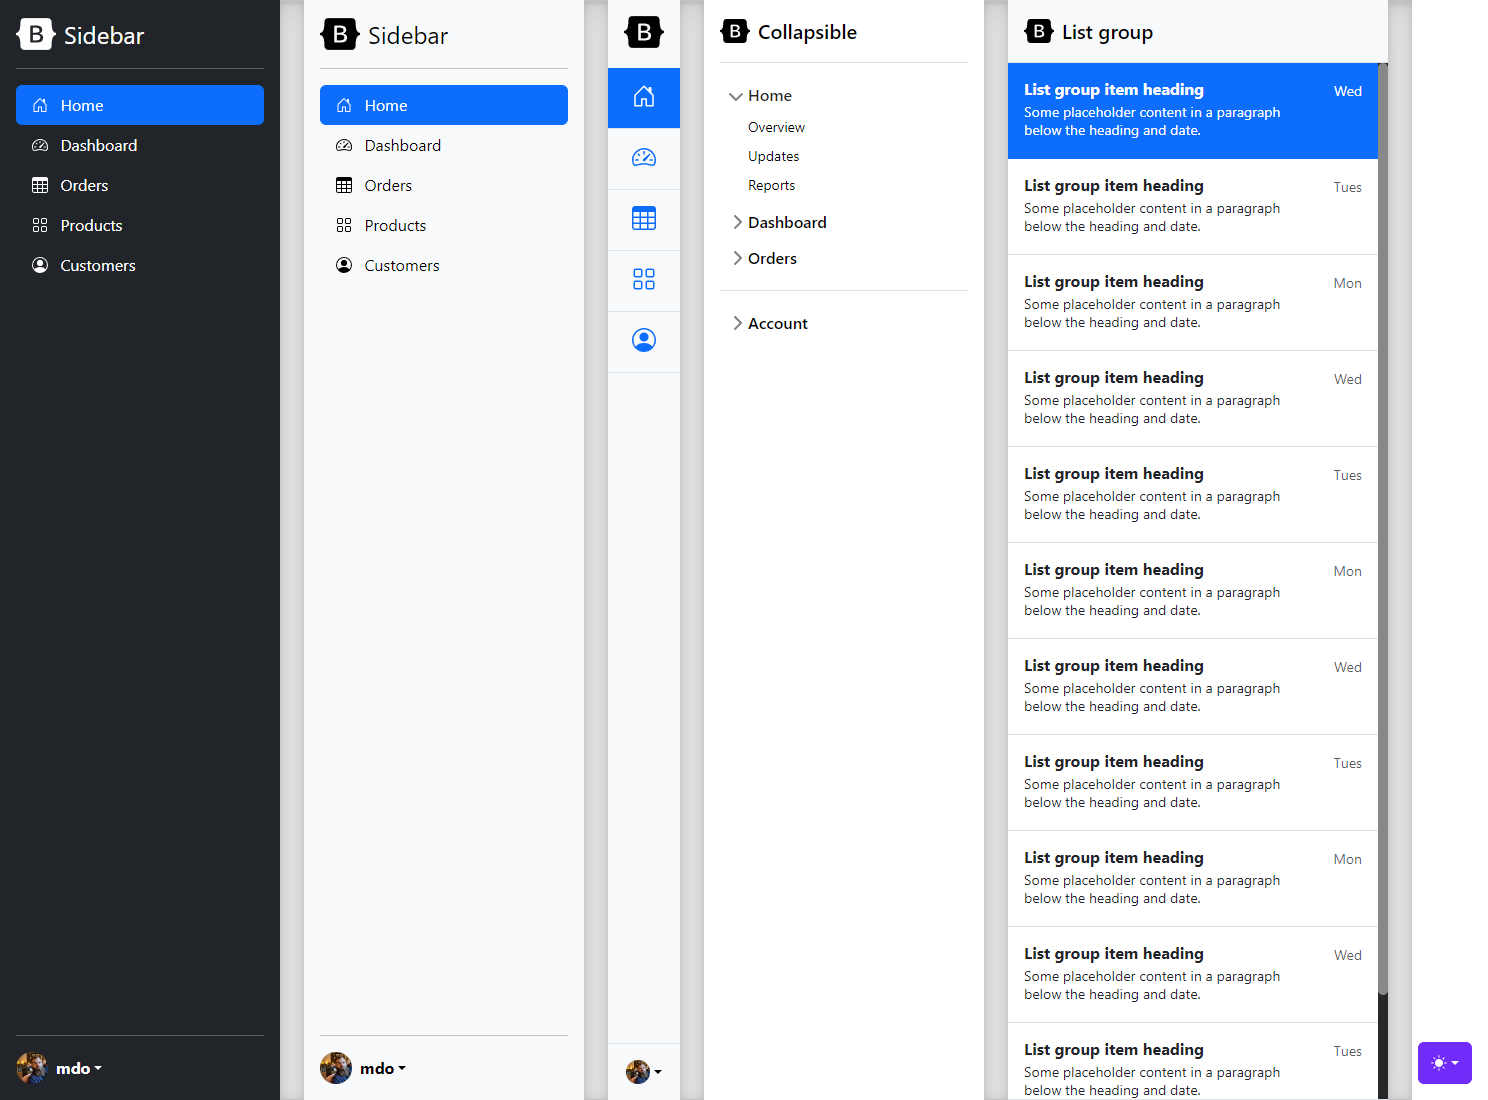 B Sidebar
Home
Dashboard
Orders
Products
Customers
mdo
B Sidebar
Home
Dashboard
Orders
Products
Customers
mdo
B
B Collapsible
Home
Overview
Updates
Reports
Dashboard
Orders
Account
B List group
List group item heading Wed
Some placeholder content in a paragraph
below the heading and date.
List group item heading Tues
Some placeholder content in a paragraph
below the heading and date.
List group item heading Mon
Some placeholder content in a paragraph
below the heading and date.
List group item heading Wed
Some placeholder content in a paragraph
below the heading and date.
List group item heading Tues
Some placeholder content in a paragraph
below the heading and date.
List group item heading Mon
Some placeholder content in a paragraph
below the heading and date.
List group item heading Wed
Some placeholder content in a paragraph
below the heading and date.
List group item heading Tues
Some placeholder content in a paragraph
below the heading and date.
List group item heading Mon
Some placeholder content in a paragraph
below the heading and date.
List group item heading Wed
Some placeholder content in a paragraph
below the heading and date.
List group item heading Tues
Some placeholder content in a paragraph
below the heading and date.